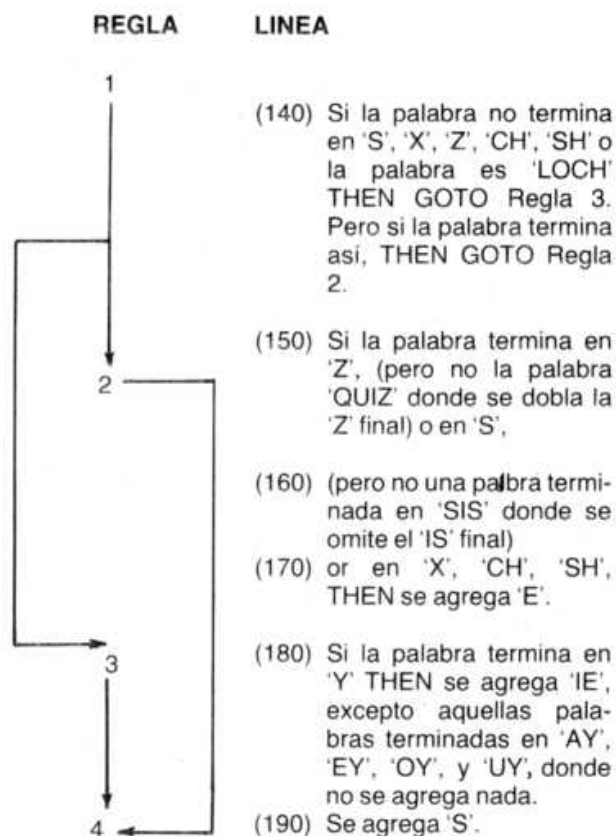 REGLA LINEA
1
(140) Si la palabra no termina
en 'S', 'X', 'Z', 'CH', 'SH' o
la palabra es 'LOCH'
THEN GOTO Regla 3.
Pero si la palabra termina
así, THEN GOTO Regla
2.
2
(150) Si la palabra termina en
'Z', (pero no la palabra
'QUIZ' donde se dobla la
'Z' final) o en 'S',
(160) (pero no una palbra termi-
nada en 'SIS' donde se
omite el 'IS' final)
(170) or en 'X', 'CH', 'SH',
THEN se agrega 'E'.
3
(180) Si la palabra termina en
'Y' THEN se agrega 'IE',
excepto aquellas pala-
bras terminadas en 'AY',
'EY', 'OY', y 'UY', donde
no se agrega nada.
4
(190) Se agrega 'S'.